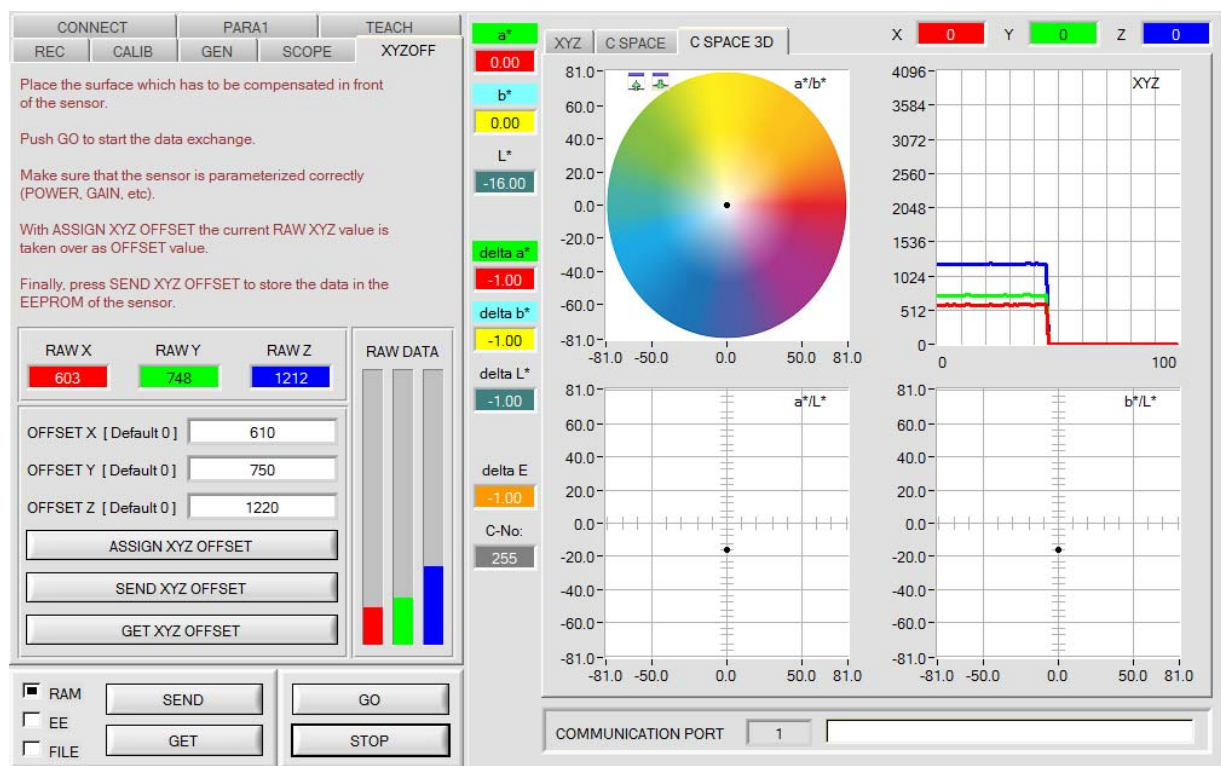 CONNECT PARA1 TEACH
REC CALIB GEN SCOPE XYZOFF
Place the surface which has to be compensated in front
of the sensor.
Push GO to start the data exchange.
Make sure that the sensor is parameterized correctly
(POWER, GAIN, etc).
With ASSIGN XYZ OFFSET the current RAW XYZ value is
taken over as OFFSET value.
Finally, press SEND XYZ OFFSET to store the data in the
EEPROM of the sensor.
RAW X RAW Y RAW Z
603 748 1212
RAW DATA
OFFSET X [ Default 0 ] 610
OFFSET Y [ Default 0 ] 750
OFFSET Z [ Default 0 ] 1220
ASSIGN XYZ OFFSET
SEND XYZ OFFSET
GET XYZ OFFSET
RAM
EE
FILE
SEND
GET
GO
STOP
a*
0.00
b*
0.00
L*
-16.00
delta a*
-1.00
delta b*
-1.00
delta L*
-1.00
delta E
-1.00
C-No:
255
XYZ C SPACE C SPACE 3D
X 0 Y 0 Z 0
a*/b*
81.0
60.0
40.0
20.0
0.0
-20.0
-40.0
-60.0
-81.0
-81.0 -50.0 0.0 50.0 81.0
XYZ
4096
3584
3072
2560
2048
1536
1024
512
0
0 100
a*/L*
81.0
60.0
40.0
20.0
0.0
-20.0
-40.0
-60.0
-81.0
-81.0 -50.0 0.0 50.0 81.0
b*/L*
81.0
60.0
40.0
20.0
0.0
-20.0
-40.0
-60.0
-81.0
-81.0 -50.0 0.0 50.0 81.0
COMMUNICATION PORT 1